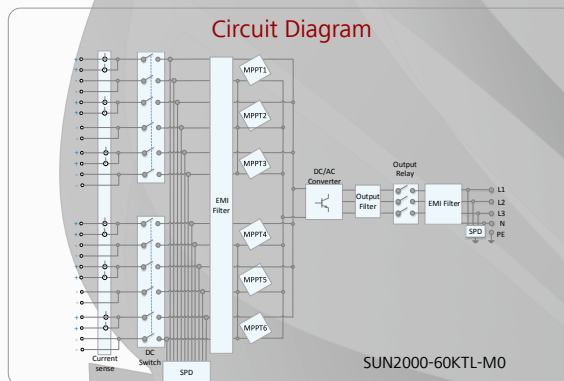 Circuit Diagram
MPPT1
MPPT2
MPPT3
MPPT4
MPPT5
MPPT6
EMI
Filter
DC/AC
Converter
Output
Filter
Output
Relay
EMI Filter
L1
L2
L3
N
PE
SPD
Current
sense
DC
Switch
SPD
SUN2000-60KTL-M0